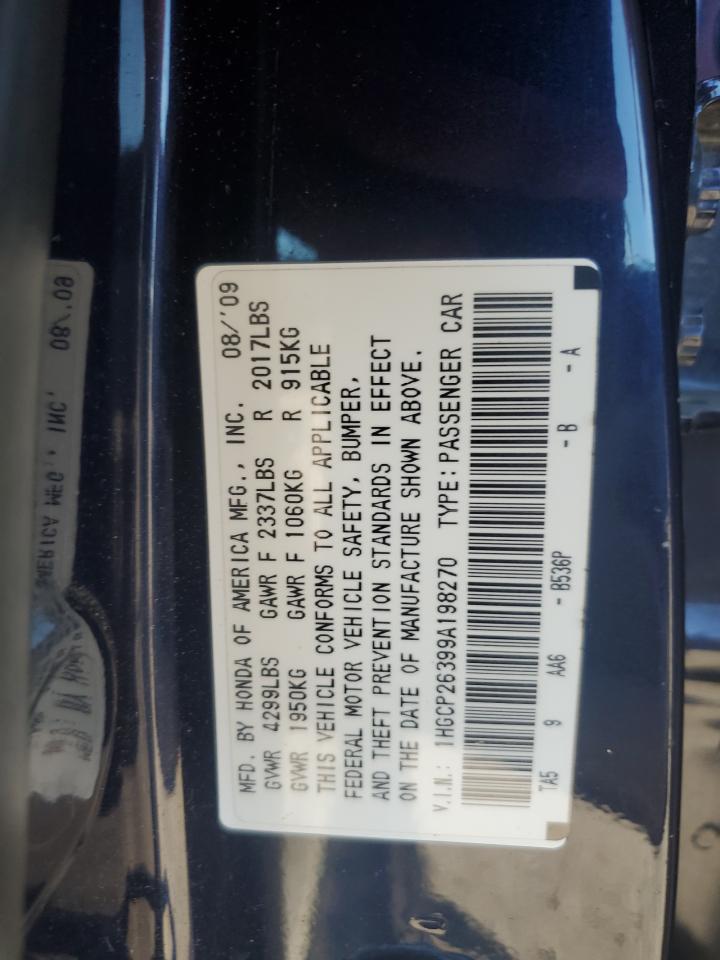 MFD. BY HONDA OF AMERICA MFG., INC. 08/'09
GVWR 4299LBS GAWR F 2337LBS R 2017LBS
GVWR 1950KG GAWR F 1060KG R 915KG
THIS VEHICLE CONFORMS TO ALL APPLICABLE
FEDERAL MOTOR VEHICLE SAFETY, BUMPER,
AND THEFT PREVENTION STANDARDS IN EFFECT
ON THE DATE OF MANUFACTURE SHOWN ABOVE.
V.I.N.: 1HGCP26399A198270 TYPE: PASSENGER CAR
TA5 9 AA6 - B536P - B - A